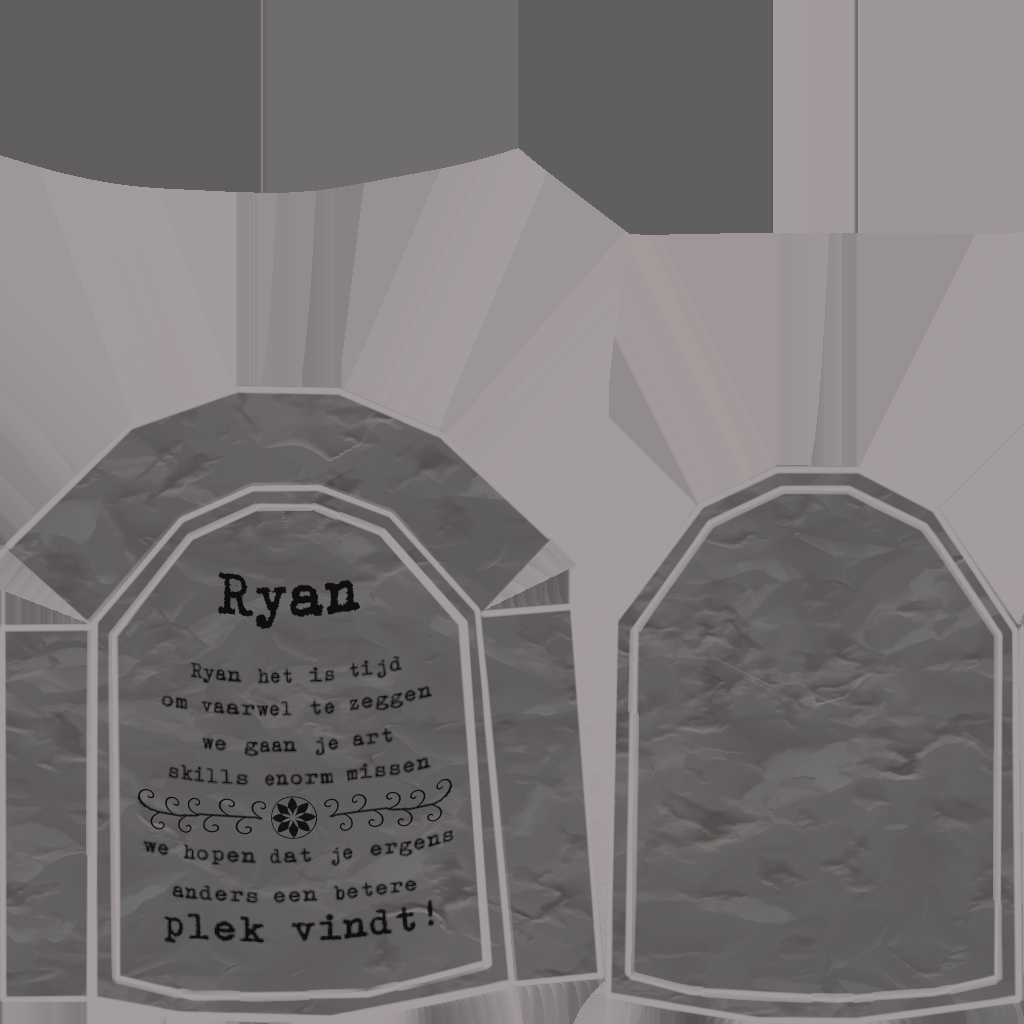 Ryan
Ryan het is tijd
om vaarwel te zeggen
we gaan je art
skills enorm missen
we hopen dat je ergens
anders een betere
plek vindt!